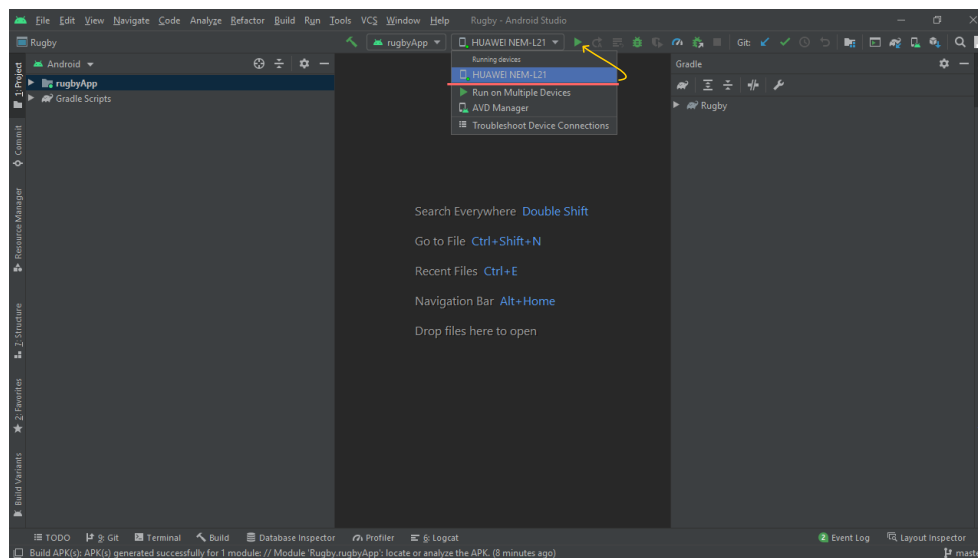 File Edit View Navigate Code Analyze Refactor Build Run Tools VCS Window Help Rugby - Android Studio
Rugby
rugbyApp
HUAWEI NEM-L21
Git:
Running devices
HUAWEI NEM-L21
Run on Multiple Devices
AVD Manager
Troubleshoot Device Connections
1: Project
Commit
Resource Manager
7: Structure
2: Favorites
Build Variants
Android
rugbyApp
Gradle Scripts
Search Everywhere Double Shift
Go to File Ctrl+Shift+N
Recent Files Ctrl+E
Navigation Bar Alt+Home
Drop files here to open
Gradle
Rugby
TODO 9: Git Terminal Build Database Inspector Profiler 6: Logcat 2 Event Log Layout Inspector
Build APK(s): APK(s) generated successfully for 1 module: // Module 'Rugby.rugbyApp': locate or analyze the APK. (8 minutes ago) maste